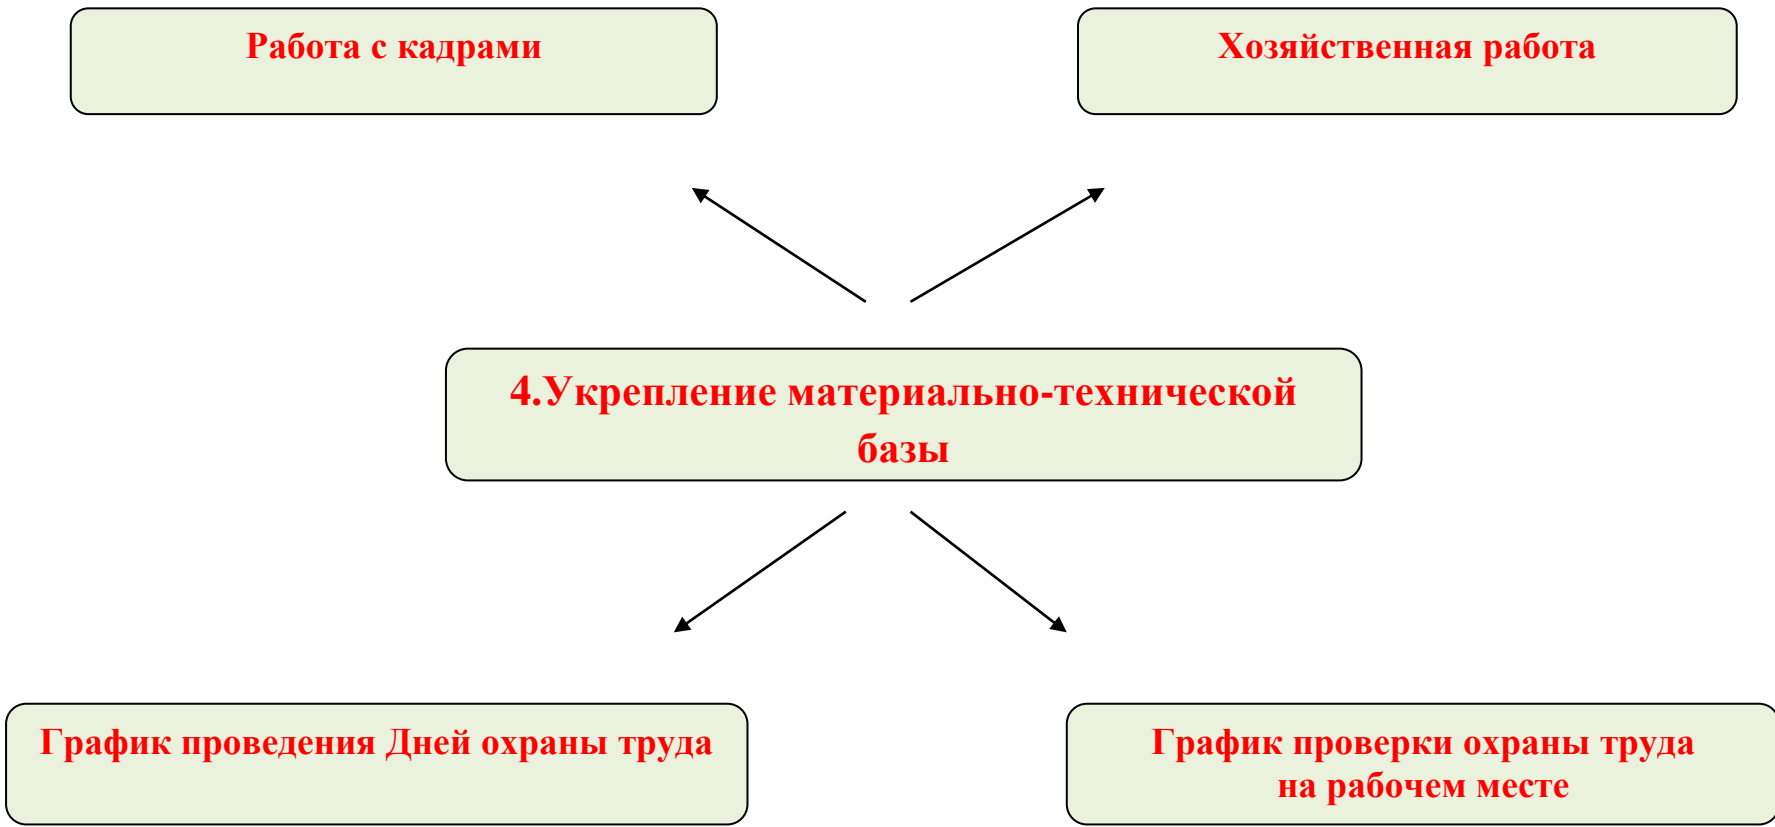 Работа с кадрами
Хозяйственная работа
4.Укрепление материально-технической
базы
График проведения Дней охраны труда
График проверки охраны труда
на рабочем месте